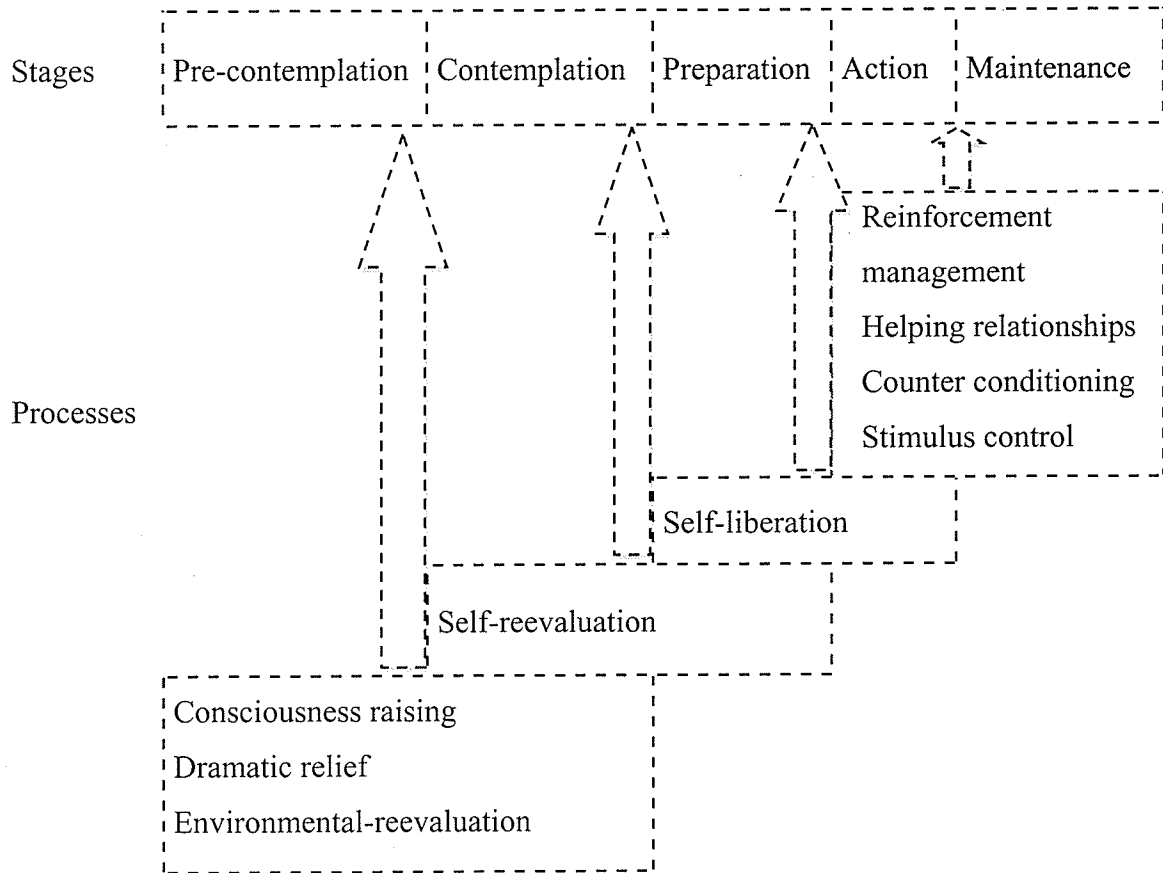 Stages Pre-contemplation Contemplation Preparation Action Maintenance
Reinforcement
management
Helping relationships
Counter conditioning
Stimulus control
Processes
Self-liberation
Self-reevaluation
Consciousness raising
Dramatic relief
Environmental-reevaluation